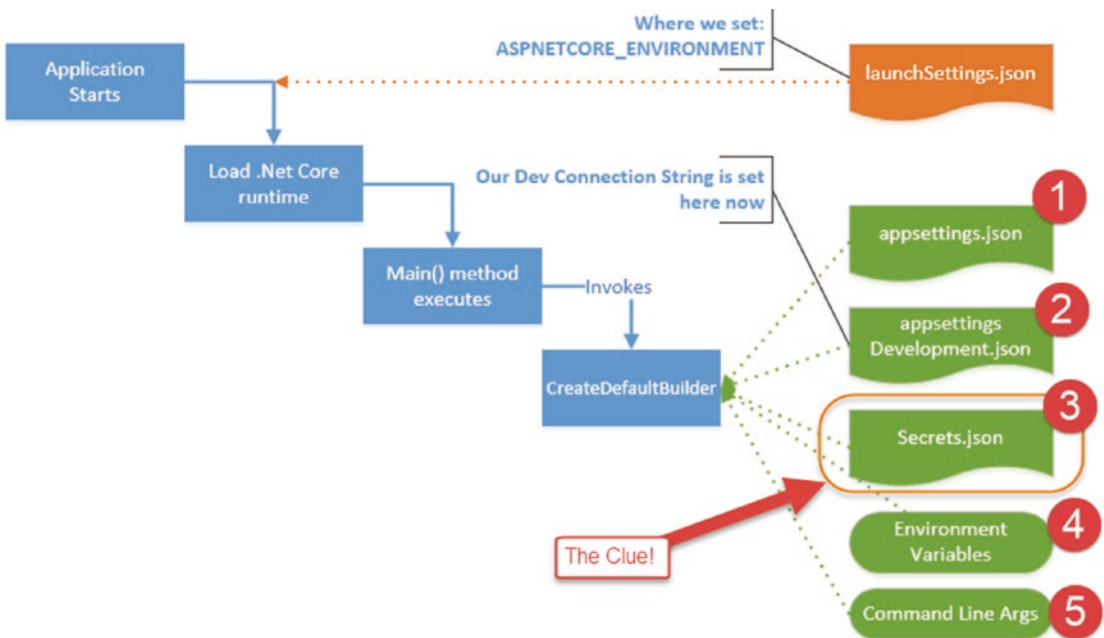 Where we set:
ASPNETCORE_ENVIRONMENT
Application
Starts
launchSettings.json
Load .Net Core
runtime
Our Dev Connection String is set
here now
1
appsettings.json
Main() method
executes
Invokes
2
appsettings
Development.json
CreateDefaultBuilder
3
Secrets.json
The Clue!
4
Environment
Variables
5
Command Line Args